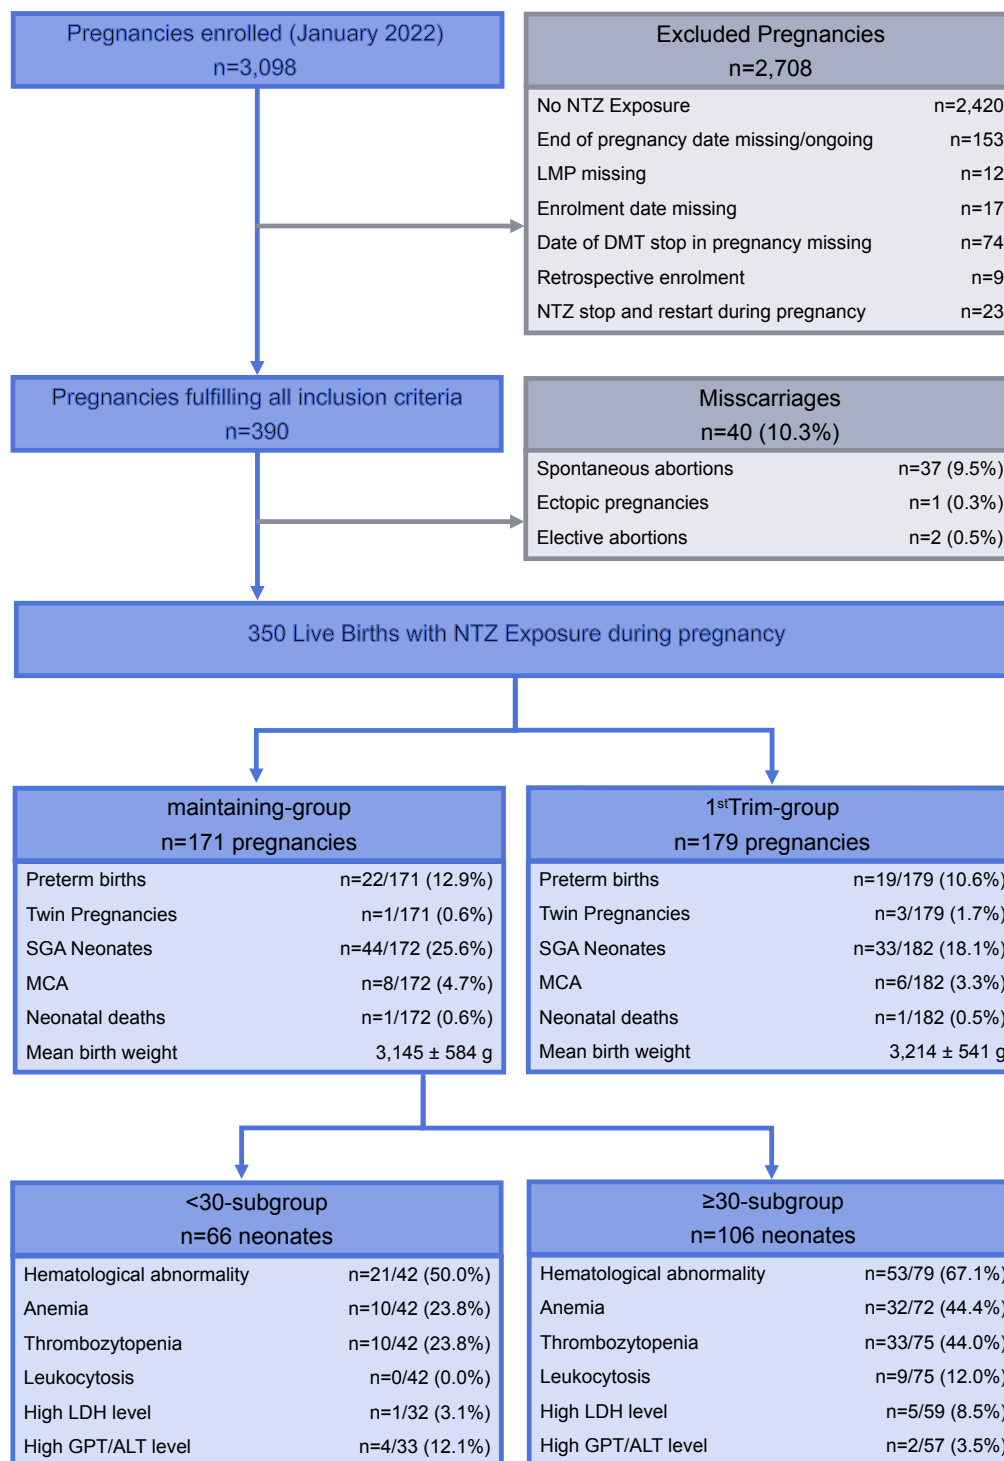 Pregnancies enrolled (January 2022)
n=3,098
Excluded Pregnancies
n=2,708
No NTZ Exposure n=2,420
End of pregnancy date missing/ongoing n=153
LMP missing n=12
Enrolment date missing n=17
Date of DMT stop in pregnancy missing n=74
Retrospective enrolment n=9
NTZ stop and restart during pregnancy n=23
Pregnancies fulfilling all inclusion criteria
n=390
Misscarriages
n=40 (10.3%)
Spontaneous abortions n=37 (9.5%)
Ectopic pregnancies n=1 (0.3%)
Elective abortions n=2 (0.5%)
350 Live Births with NTZ Exposure during pregnancy
maintaining-group
n=171 pregnancies
Preterm births n=22/171 (12.9%)
Twin Pregnancies n=1/171 (0.6%)
SGA Neonates n=44/172 (25.6%)
MCA n=8/172 (4.7%)
Neonatal deaths n=1/172 (0.6%)
Mean birth weight 3,145 ± 584 g
1stTrim-group
n=179 pregnancies
Preterm births n=19/179 (10.6%)
Twin Pregnancies n=3/179 (1.7%)
SGA Neonates n=33/182 (18.1%)
MCA n=6/182 (3.3%)
Neonatal deaths n=1/182 (0.5%)
Mean birth weight 3,214 ± 541 g
<30-subgroup
n=66 neonates
Hematological abnormality n=21/42 (50.0%)
Anemia n=10/42 (23.8%)
Thrombozytopenia n=10/42 (23.8%)
Leukocytosis n=0/42 (0.0%)
High LDH level n=1/32 (3.1%)
High GPT/ALT level n=4/33 (12.1%)
≥30-subgroup
n=106 neonates
Hematological abnormality n=53/79 (67.1%)
Anemia n=32/72 (44.4%)
Thrombozytopenia n=33/75 (44.0%)
Leukocytosis n=9/75 (12.0%)
High LDH level n=5/59 (8.5%)
High GPT/ALT level n=2/57 (3.5%)